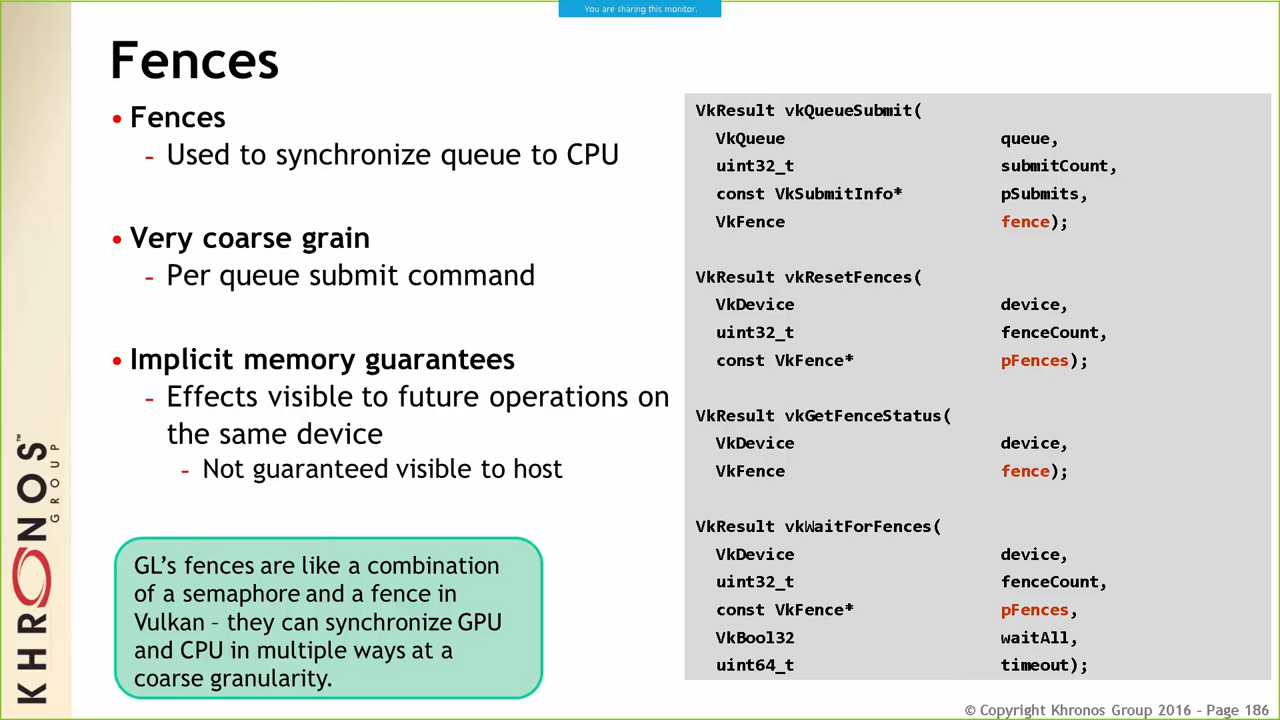 You are sharing this monitor.
Fences
• Fences
- Used to synchronize queue to CPU
• Very coarse grain
- Per queue submit command
• Implicit memory guarantees
- Effects visible to future operations on
the same device
- Not guaranteed visible to host
GL's fences are like a combination
of a semaphore and a fence in
Vulkan – they can synchronize GPU
and CPU in multiple ways at a
coarse granularity.
VkResult vkQueueSubmit(
VkQueue queue,
uint32_t submitCount,
const VkSubmitInfo* pSubmits,
VkFence fence);
VkResult vkResetFences(
VkDevice device,
uint32_t fenceCount,
const VkFence* pFences);
VkResult vkGetFenceStatus(
VkDevice device,
VkFence fence);
VkResult vkWaitForFences(
VkDevice device,
uint32_t fenceCount,
const VkFence* pFences,
VkBool32 waitAll,
uint64_t timeout);
KHRONOS™
GROUP
© Copyright Khronos Group 2016 - Page 186